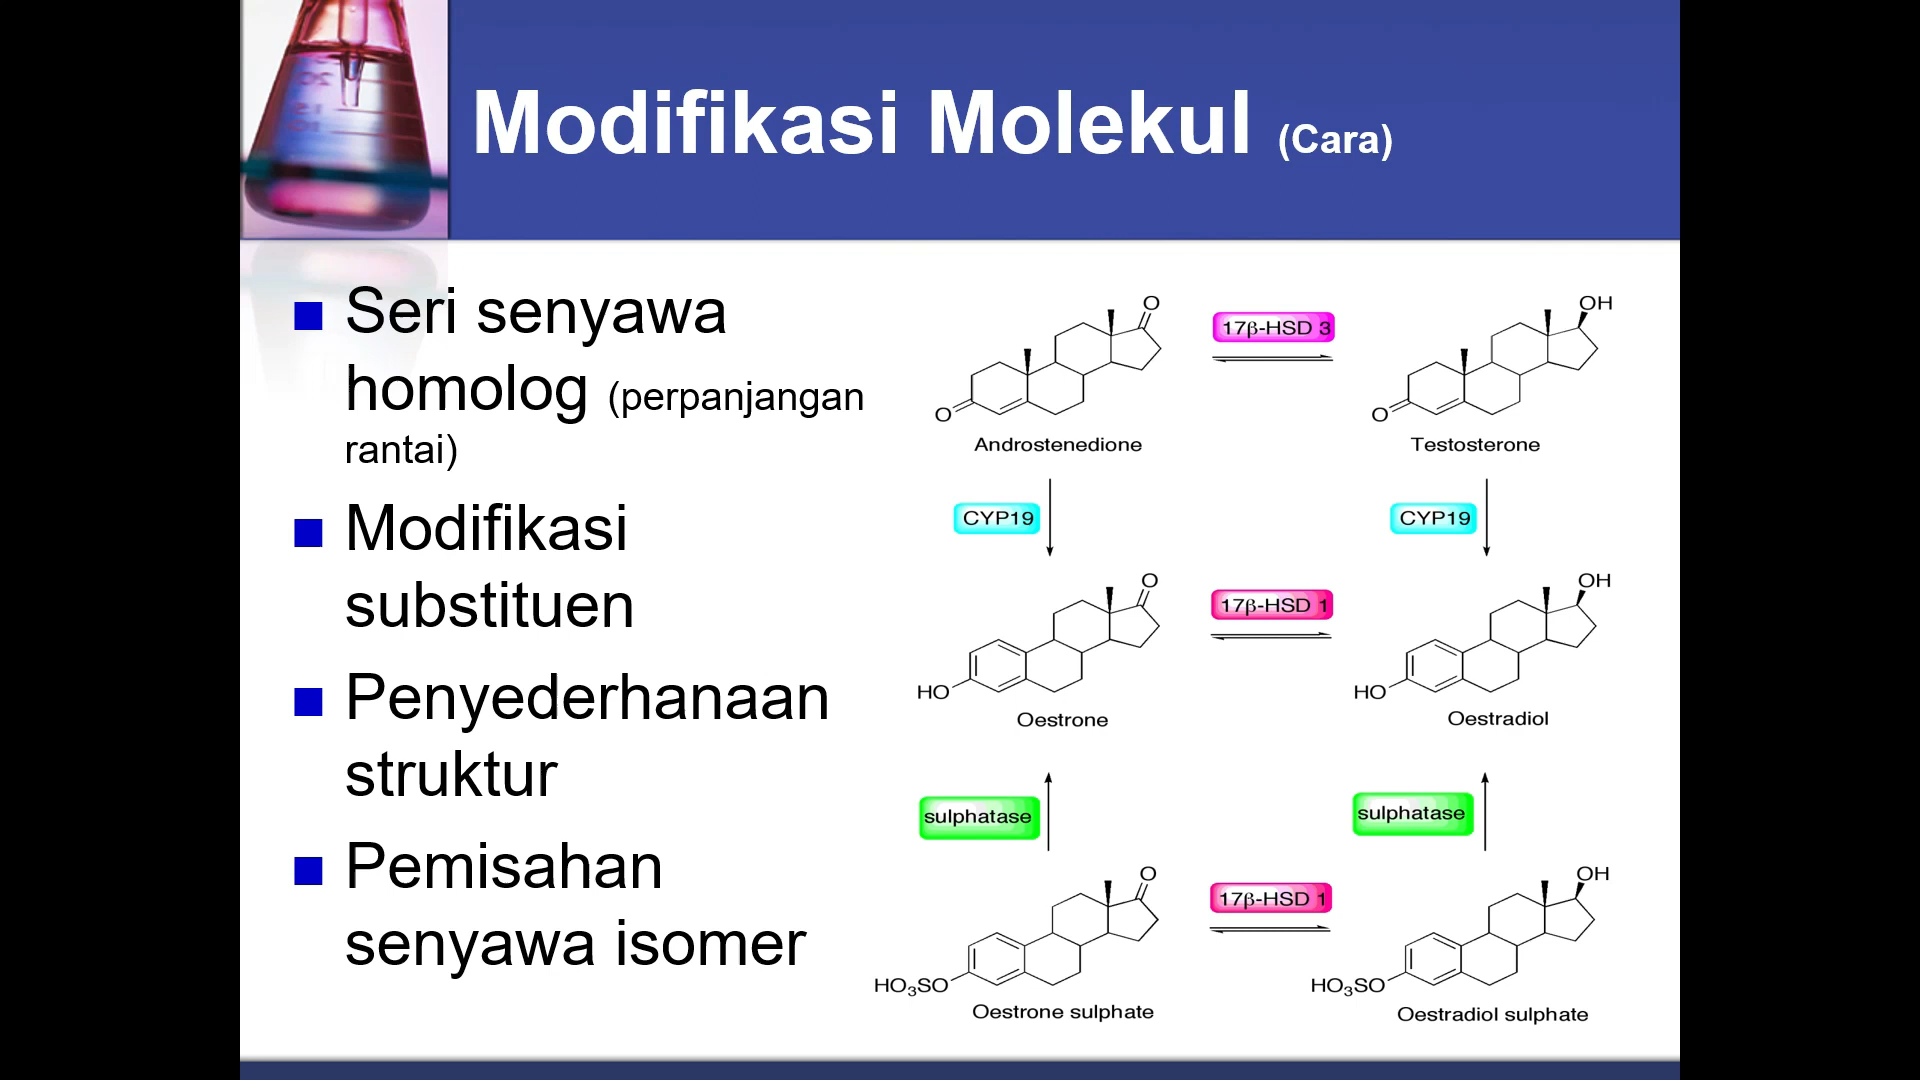 Modifikasi Molekul (Cara)
Seri senyawa
homolog (perpanjangan
rantai)
Modifikasi
substituen
Penyederhanaan
struktur
Pemisahan
senyawa isomer
O
O
Androstenedione
17β-HSD 3
OH
O
Testosterone
CYP19
CYP19
O
HO
Oestrone
17β-HSD 1
OH
HO
Oestradiol
sulphatase
sulphatase
O
HO₃SO
Oestrone sulphate
17β-HSD 1
OH
HO₃SO
Oestradiol sulphate